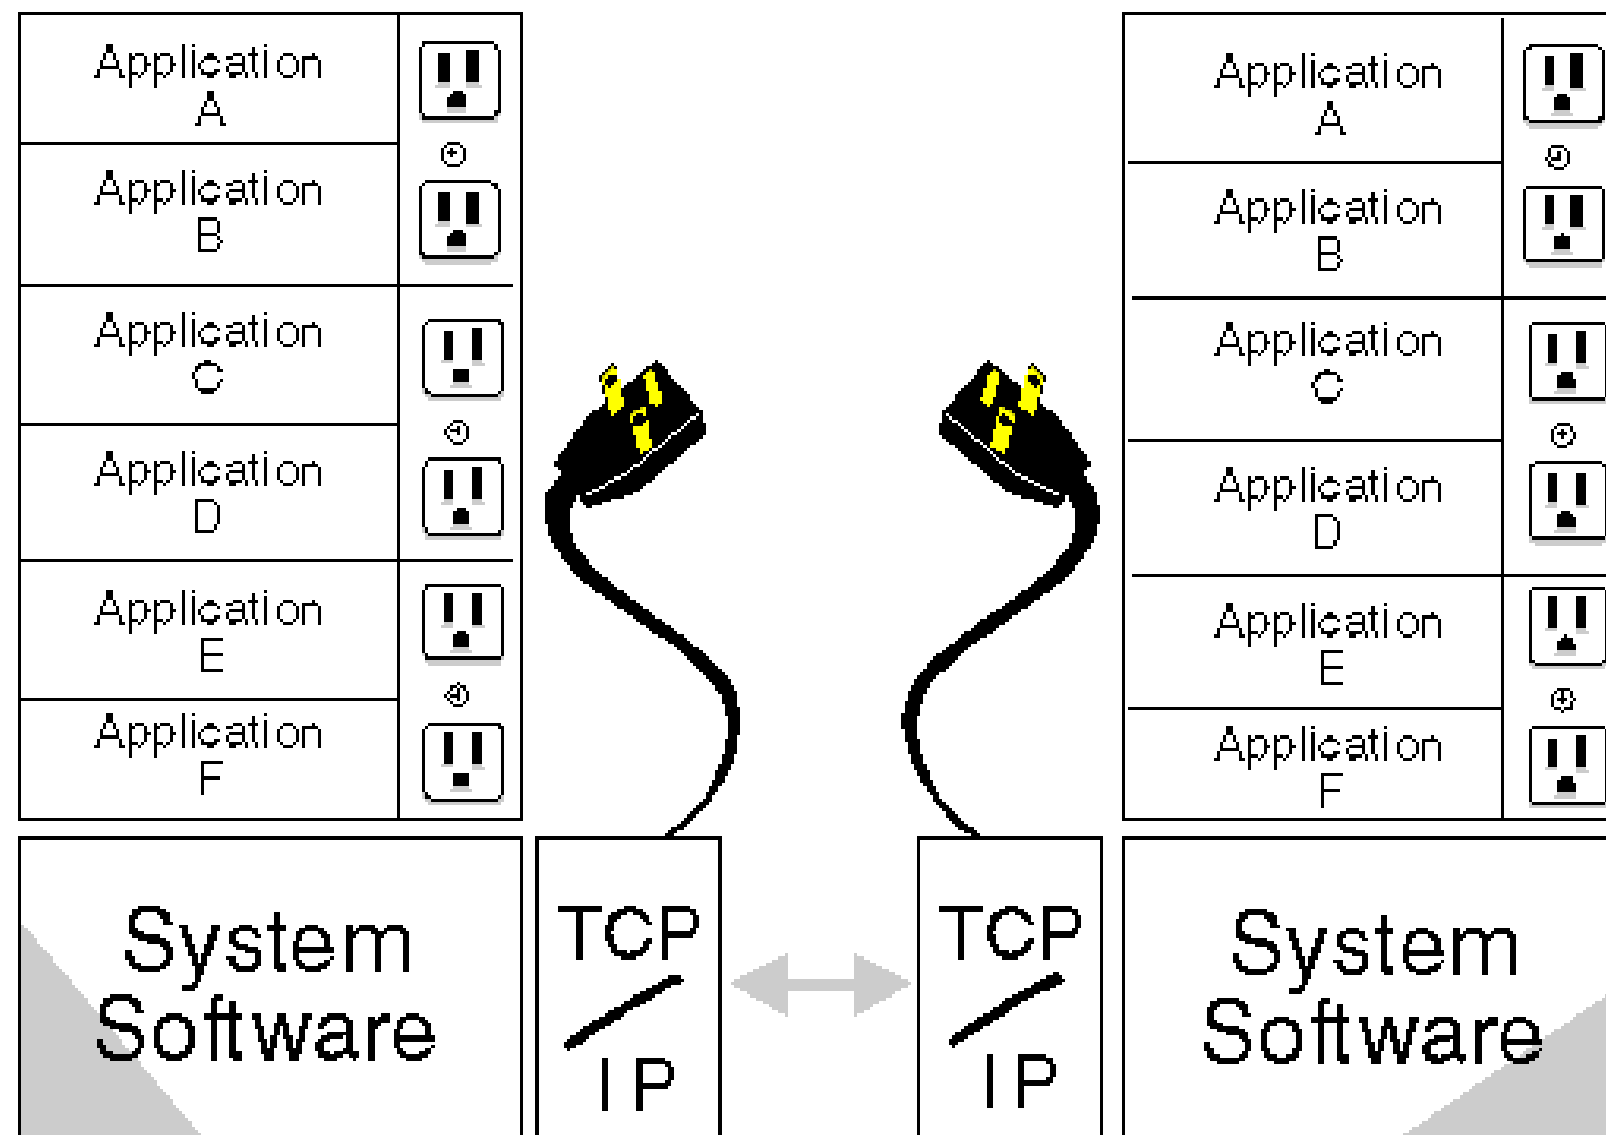 Application
A
Application
B
Application
C
Application
D
Application
E
Application
F
System
Software
TCP
/
IP
TCP
/
IP
Application
A
Application
B
Application
C
Application
D
Application
E
Application
F
System
Software